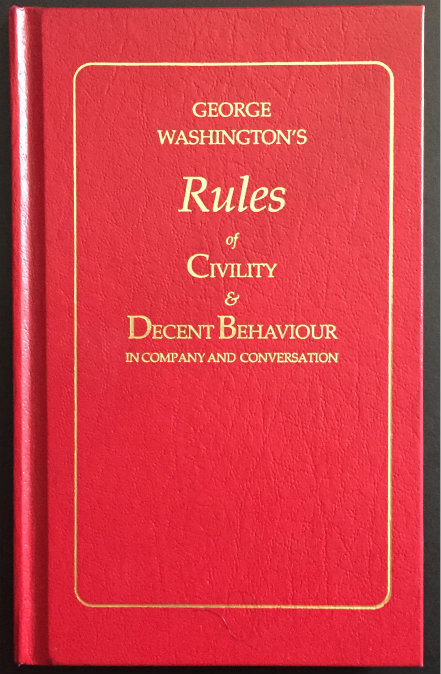 GEORGE
WASHINGTON'S
Rules
of
CIVILITY
&
DECENT BEHAVIOUR
IN COMPANY AND CONVERSATION